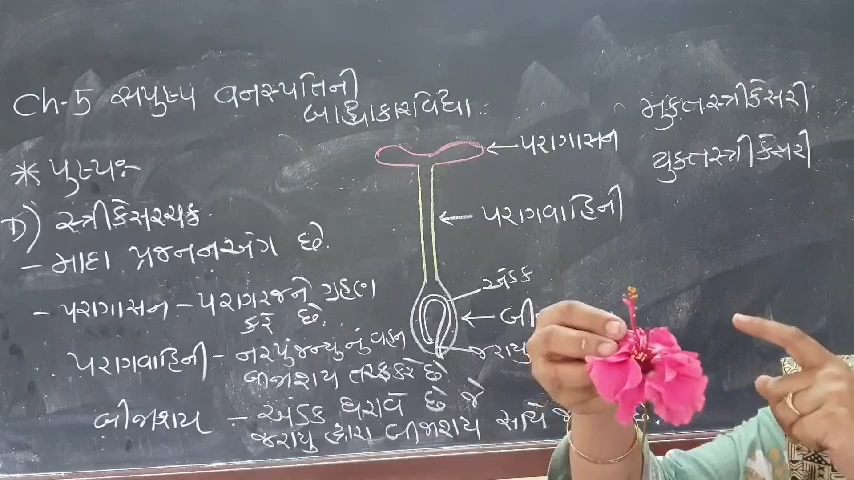 Ch-5 સપુષ્પ વનસ્પતિની
બાહ્યાકારવિદ્યા.
* પુષ્પઃ-
D) સ્ત્રીકેસરચક્ર
- માદા પ્રજનનઅંગ છે.
- પરાગાસન - પરાગરજને ગ્રહણ
કરે છે.
પરાગવાહિની - નરપુંજન્યુનું વહન
બીજાશય તરફ કરે છે
બીજાશય - અંડક ધરાવે છે જે
જરાયુ દ્વારા બીજાશય સાથે
પરાગાસન
પરાગવાહિની
અંડક
જરાયુ
મુક્તસ્ત્રીકેસરી
યુક્તસ્ત્રીકેસરી